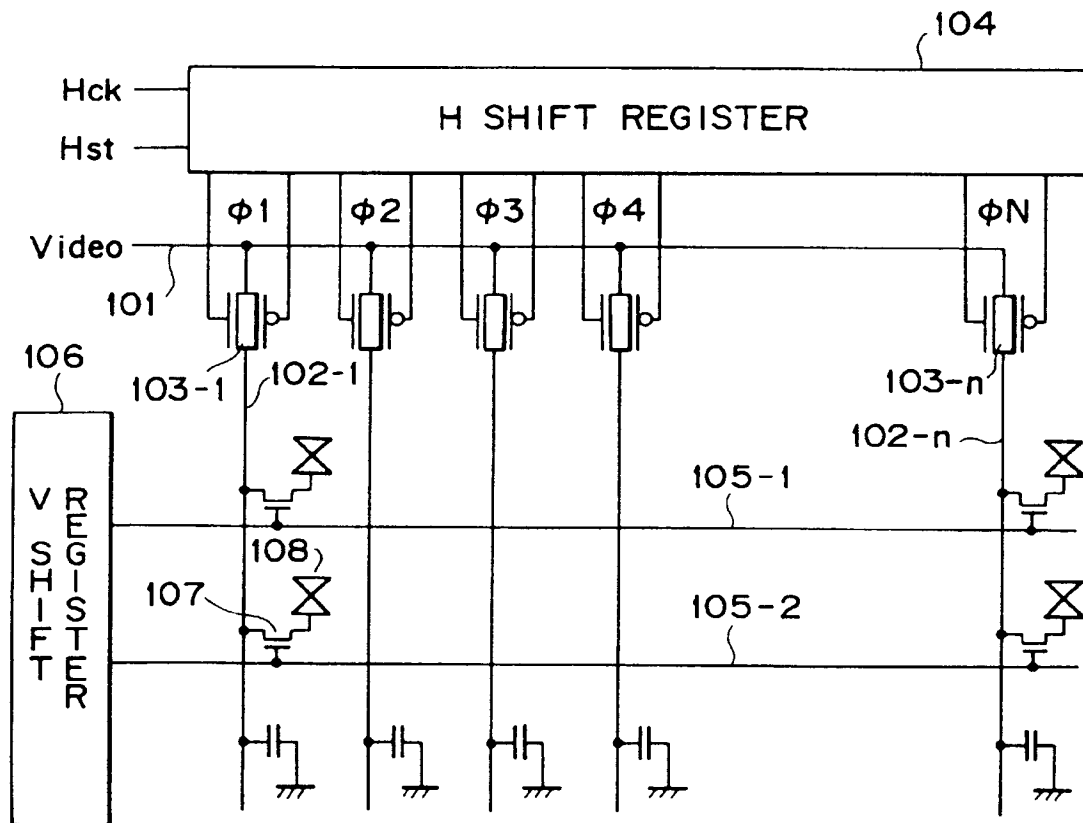 104
Hck
H SHIFT REGISTER
Hst
φ1 φ2 φ3 φ4 φN
Video
101
106
103-1
102-1
103-n
102-n
105-1
V SHIFT
REGISTER
108
107
105-2